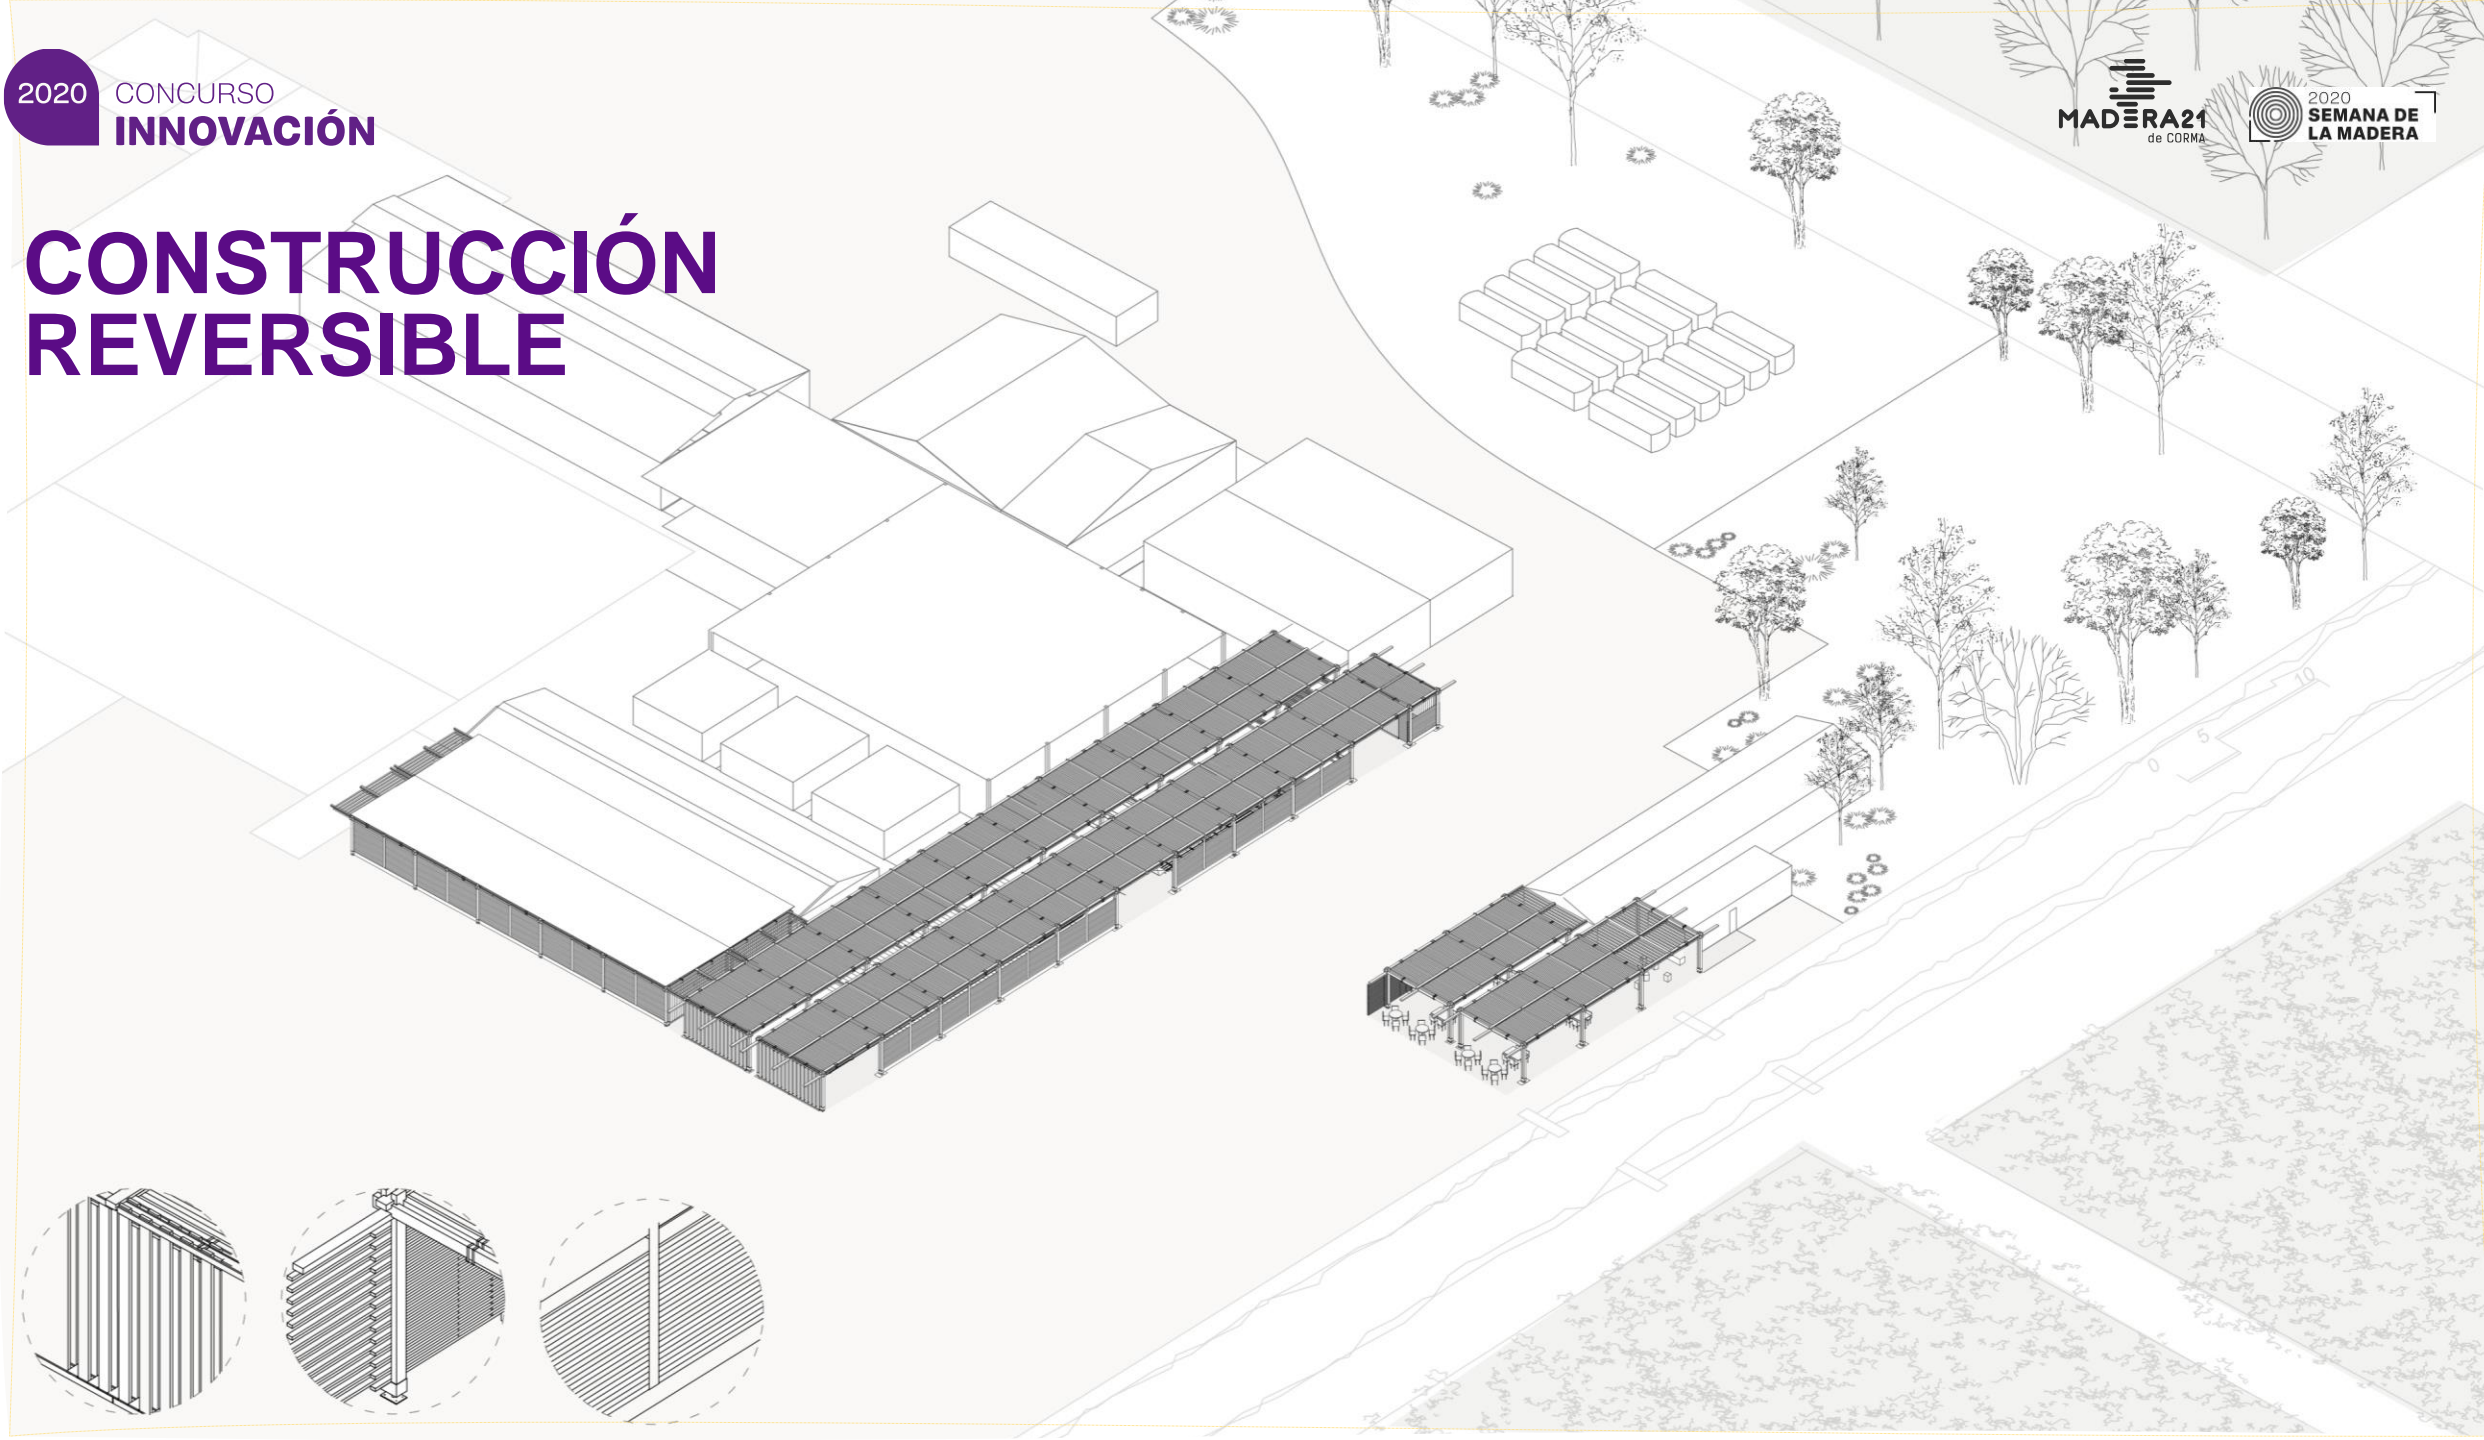 2020
CONCURSO
INNOVACIÓN
MADERA21
de CORMA
2020
SEMANA DE
LA MADERA
CONSTRUCCIÓN
REVERSIBLE
0
5
10